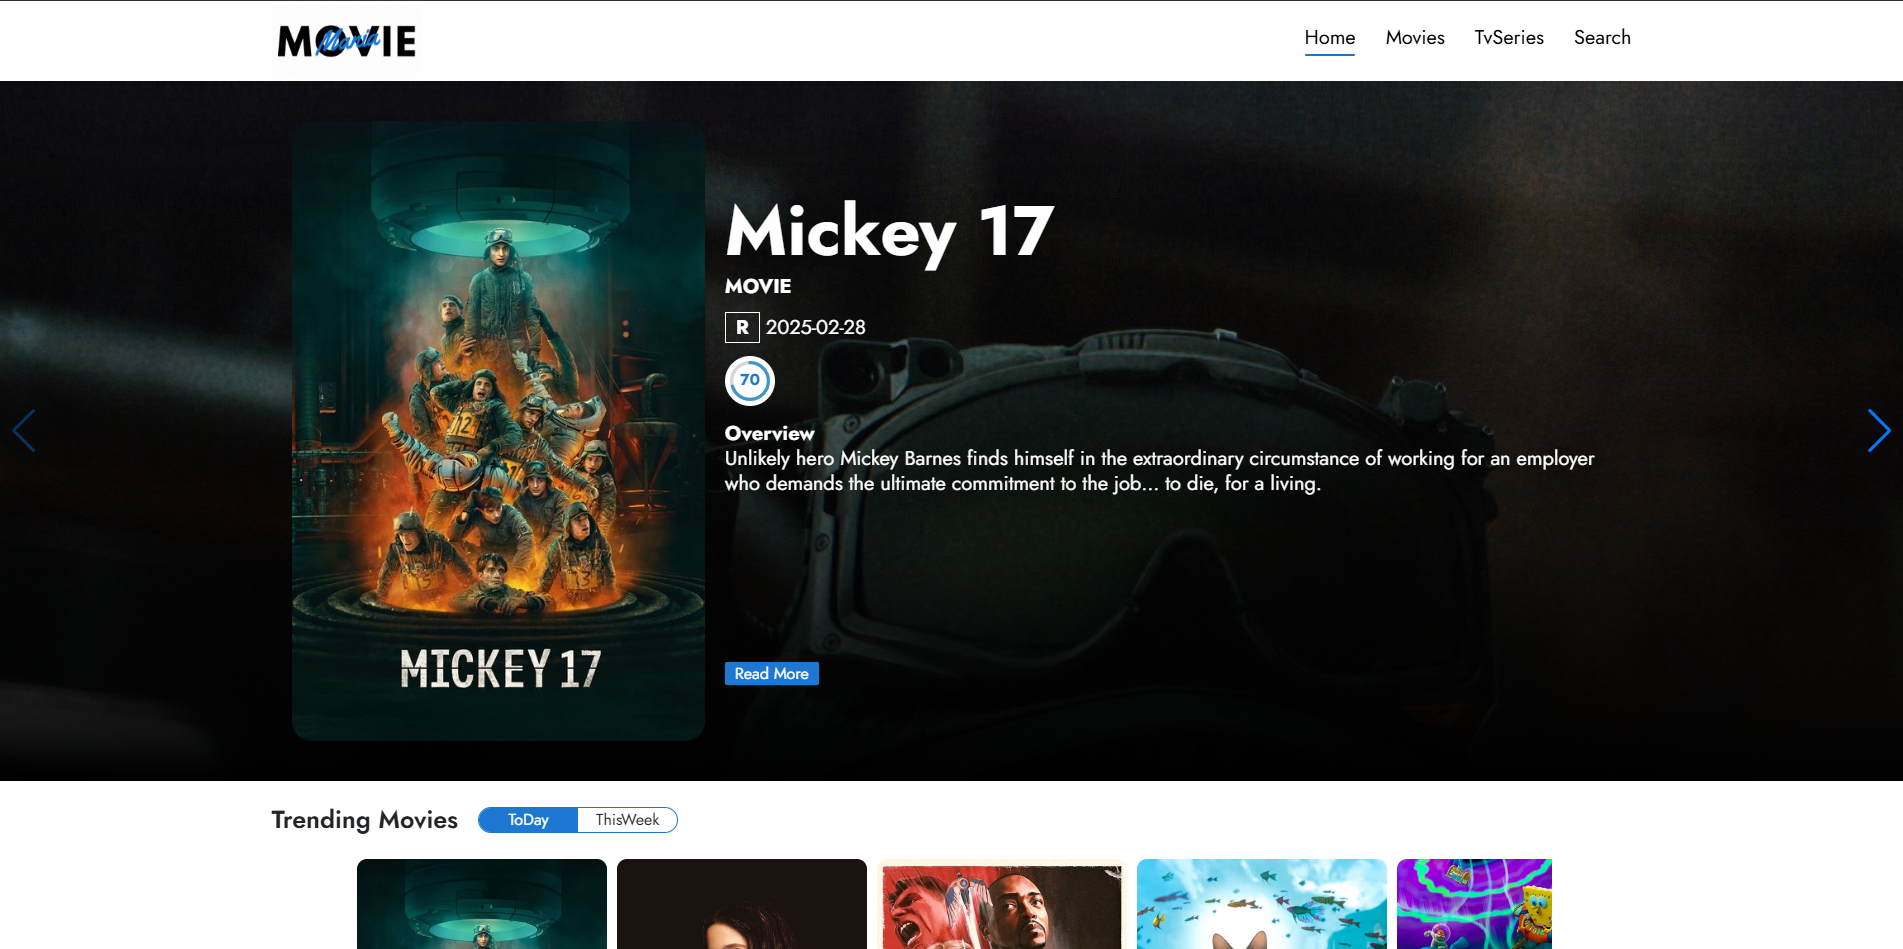 MOVIE
Mania
Home Movies TvSeries Search
Mickey 17
MOVIE
R 2025-02-28
70
Overview
Unlikely hero Mickey Barnes finds himself in the extraordinary circumstance of working for an employer
who demands the ultimate commitment to the job… to die, for a living.
Read More
12
MICKEY 17
Trending Movies ToDay ThisWeek